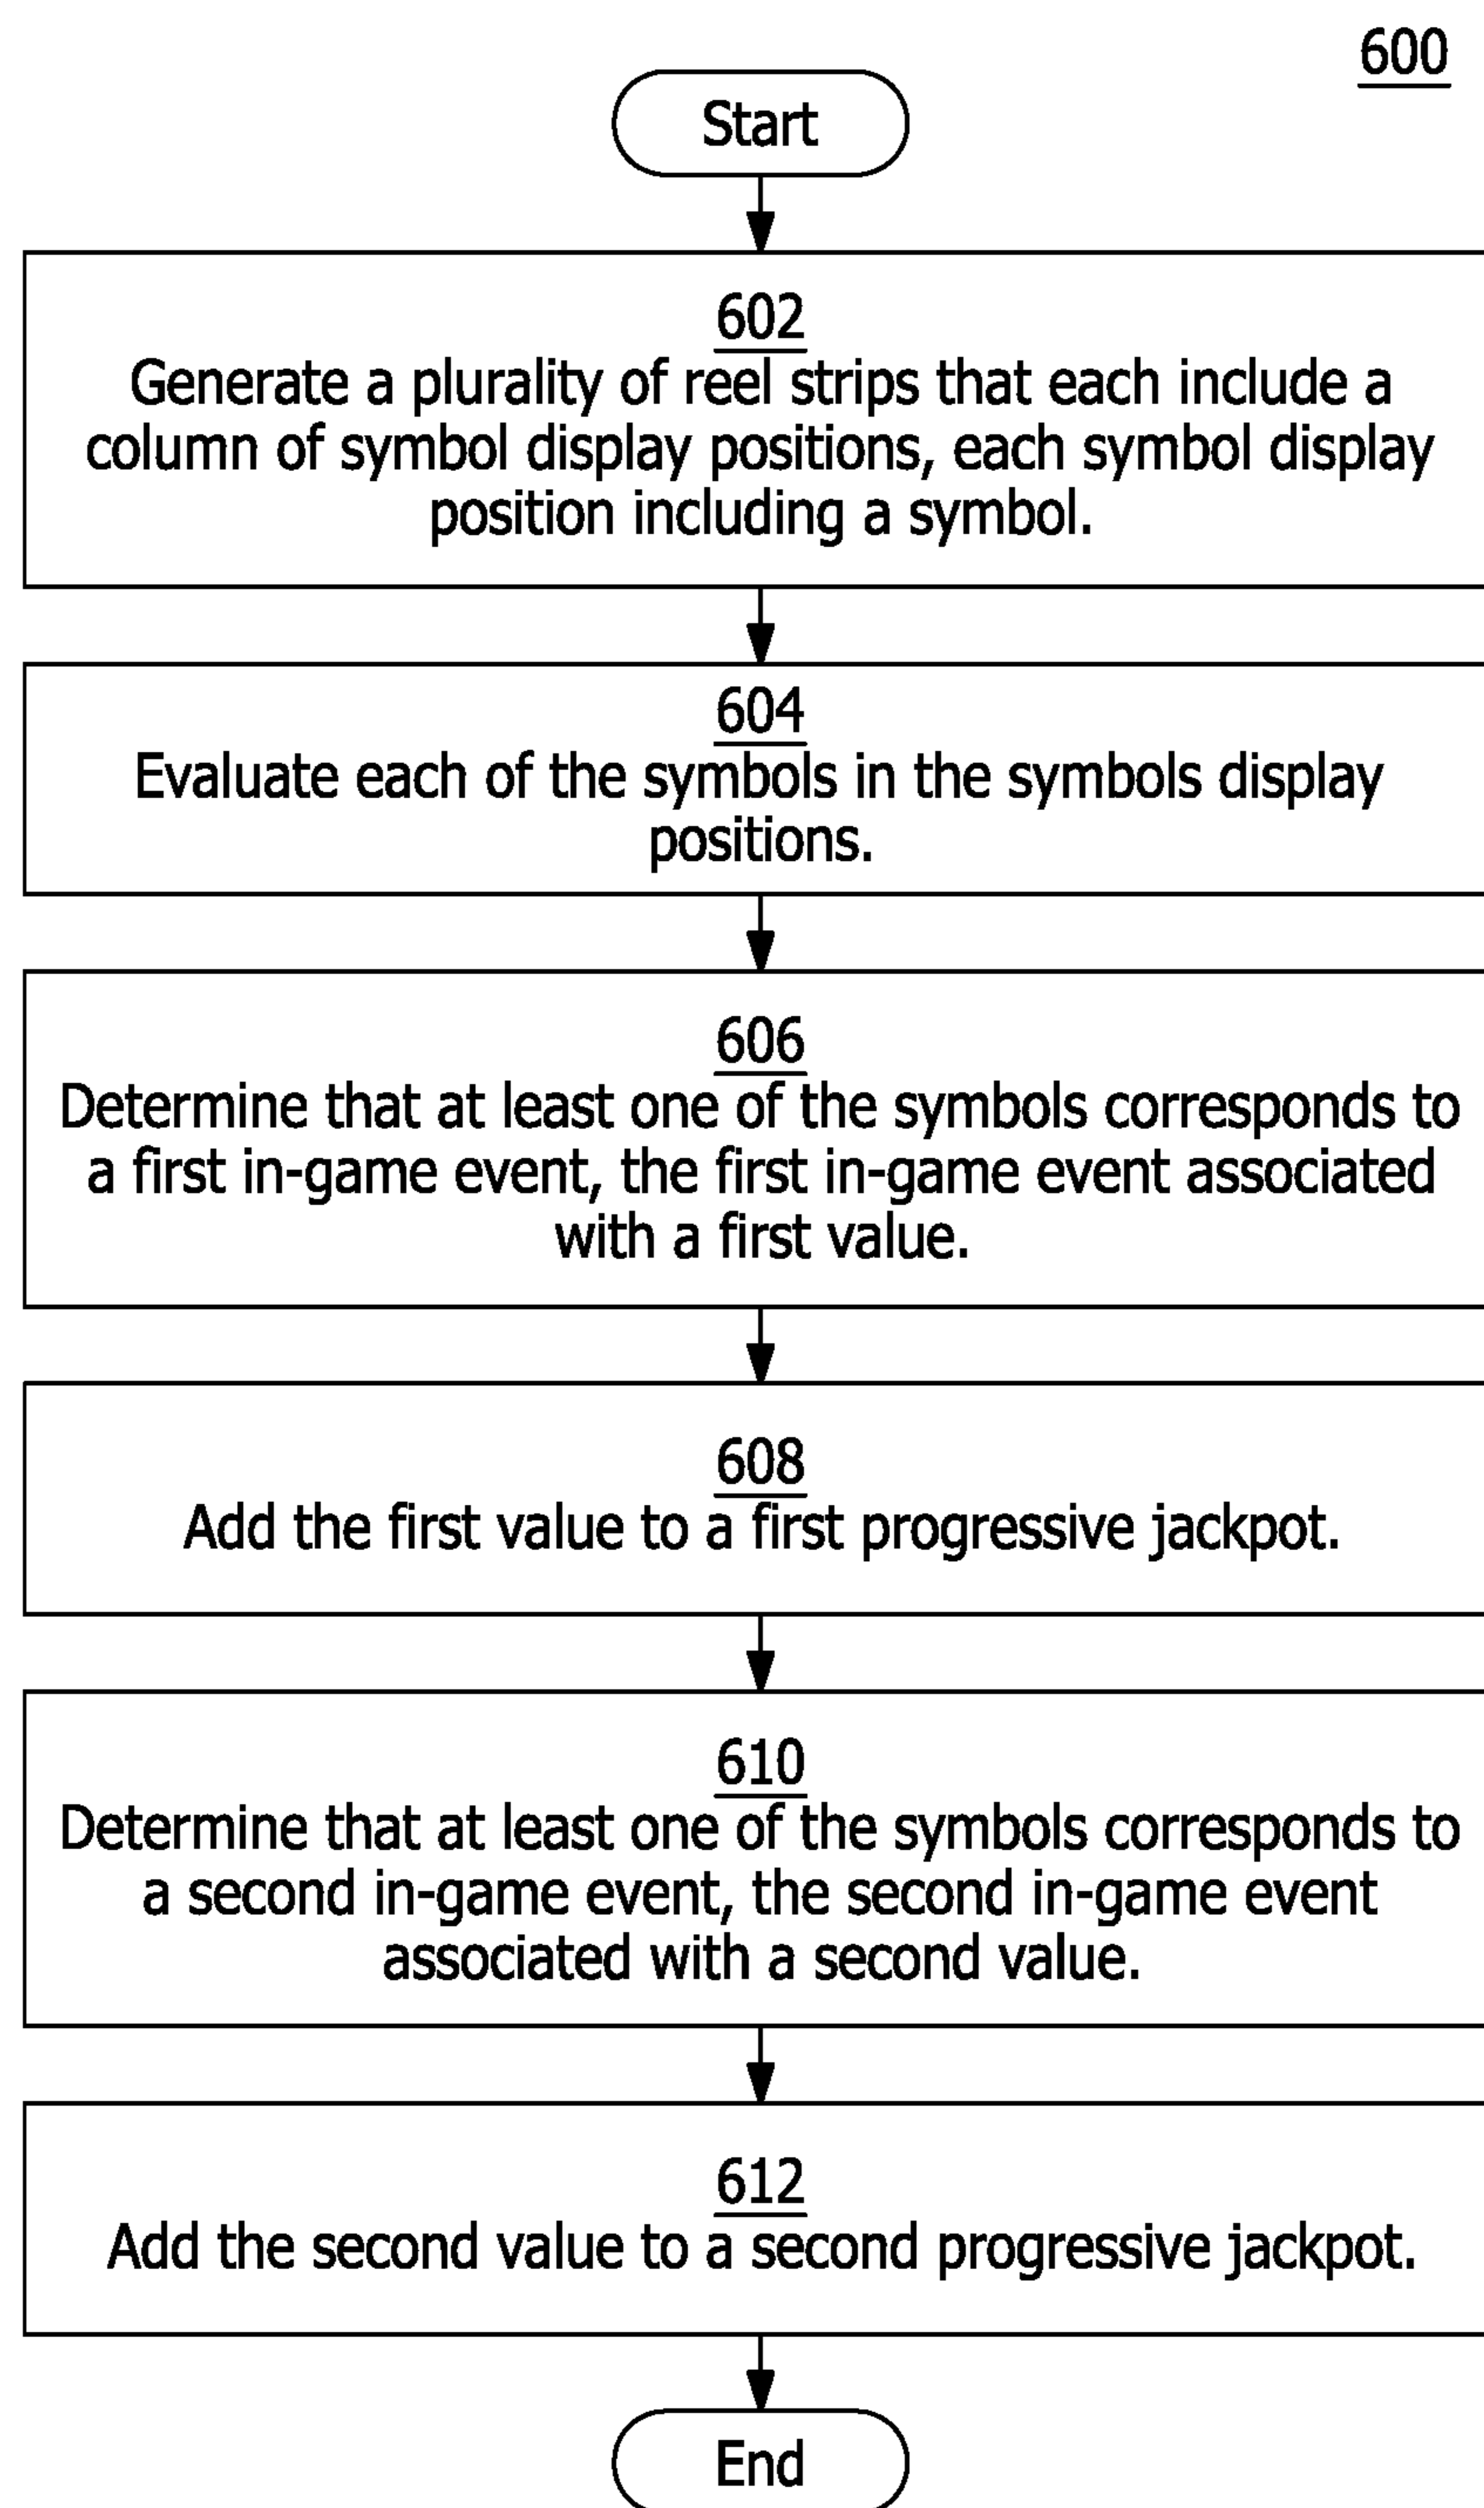 600
Start
602
Generate a plurality of reel strips that each include a
column of symbol display positions, each symbol display
position including a symbol.
604
Evaluate each of the symbols in the symbols display
positions.
606
Determine that at least one of the symbols corresponds to
a first in-game event, the first in-game event associated
with a first value.
608
Add the first value to a first progressive jackpot.
610
Determine that at least one of the symbols corresponds to
a second in-game event, the second in-game event
associated with a second value.
612
Add the second value to a second progressive jackpot.
End